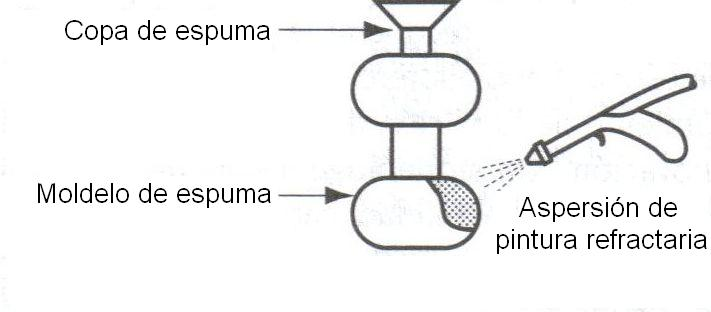 Copa de espuma
Moldelo de espuma
Aspersión de
pintura refractaria